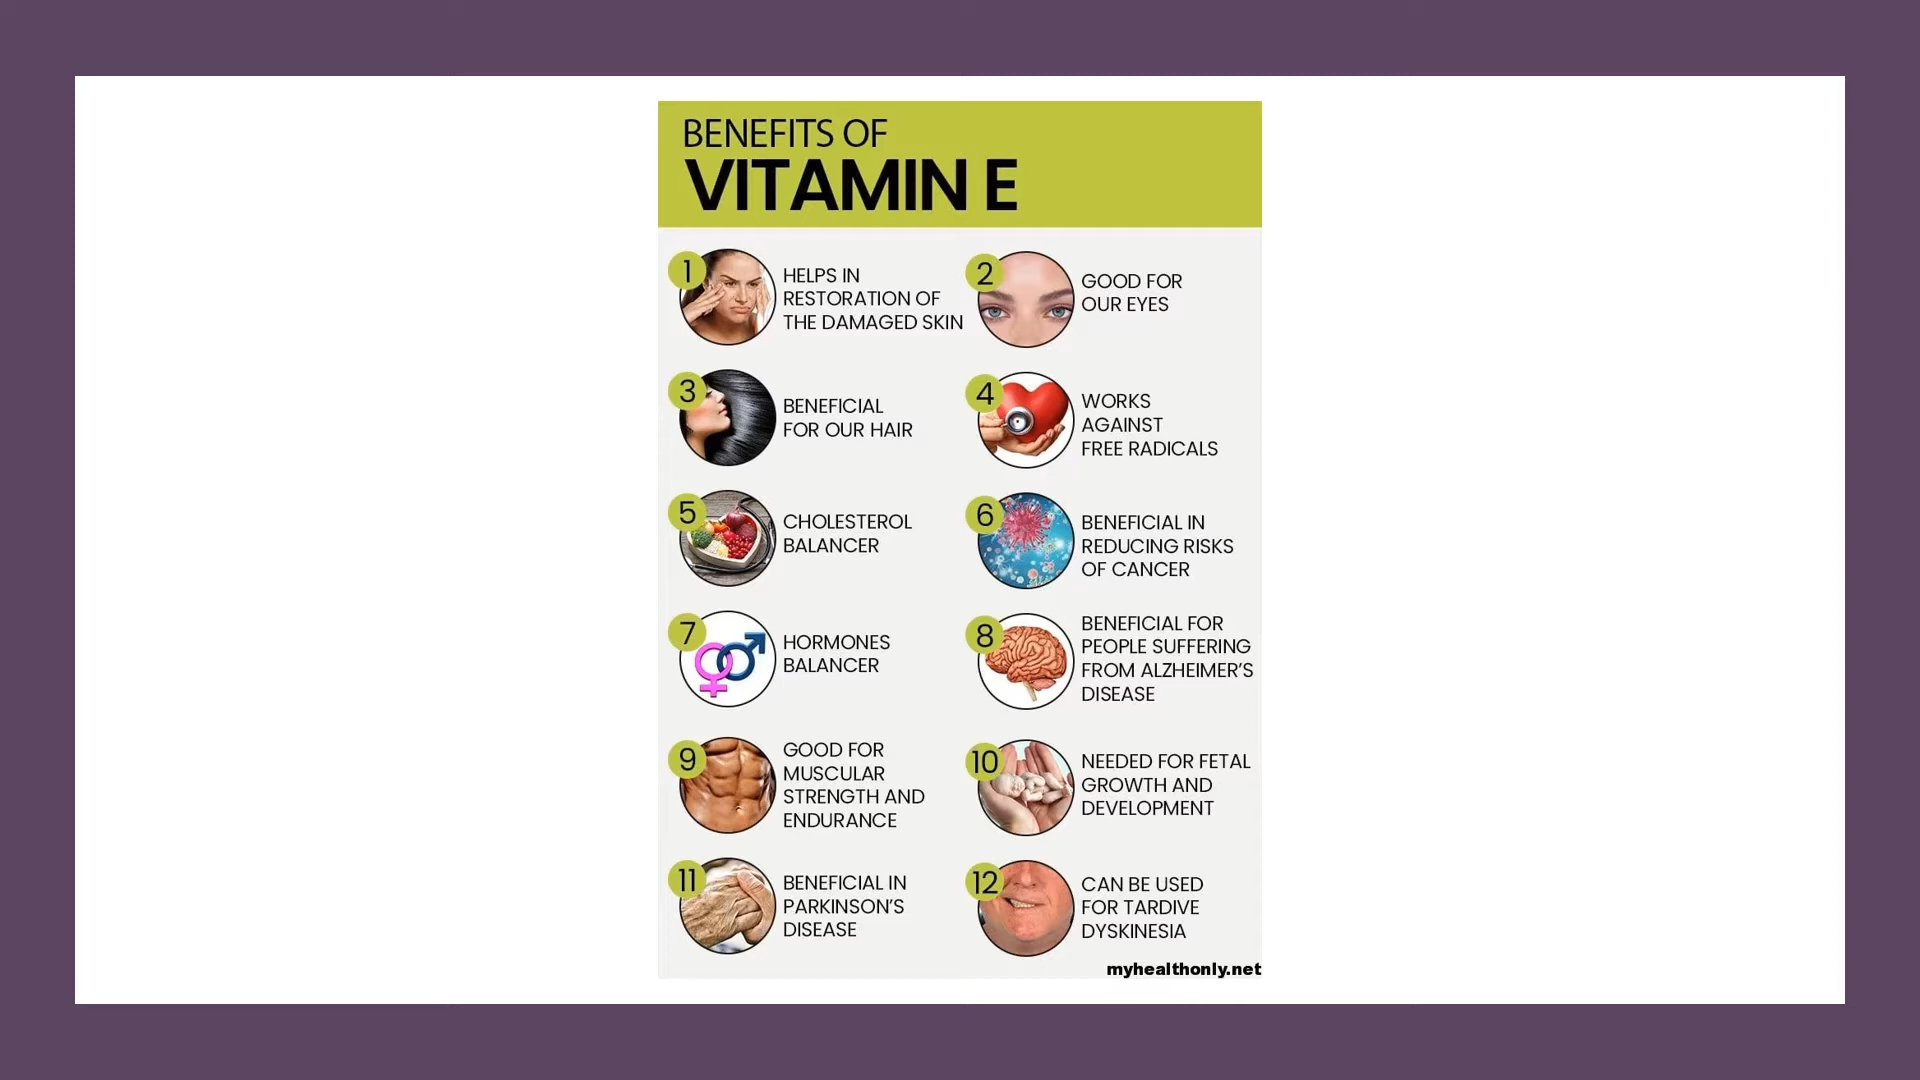 BENEFITS OF
VITAMIN E
1
HELPS IN
RESTORATION OF
THE DAMAGED SKIN
2
GOOD FOR
OUR EYES
3
BENEFICIAL
FOR OUR HAIR
4
WORKS
AGAINST
FREE RADICALS
5
CHOLESTEROL
BALANCER
6
BENEFICIAL IN
REDUCING RISKS
OF CANCER
7
HORMONES
BALANCER
8
BENEFICIAL FOR
PEOPLE SUFFERING
FROM ALZHEIMER'S
DISEASE
9
GOOD FOR
MUSCULAR
STRENGTH AND
ENDURANCE
10
NEEDED FOR FETAL
GROWTH AND
DEVELOPMENT
11
BENEFICIAL IN
PARKINSON'S
DISEASE
12
CAN BE USED
FOR TARDIVE
DYSKINESIA
myhealthonly.net